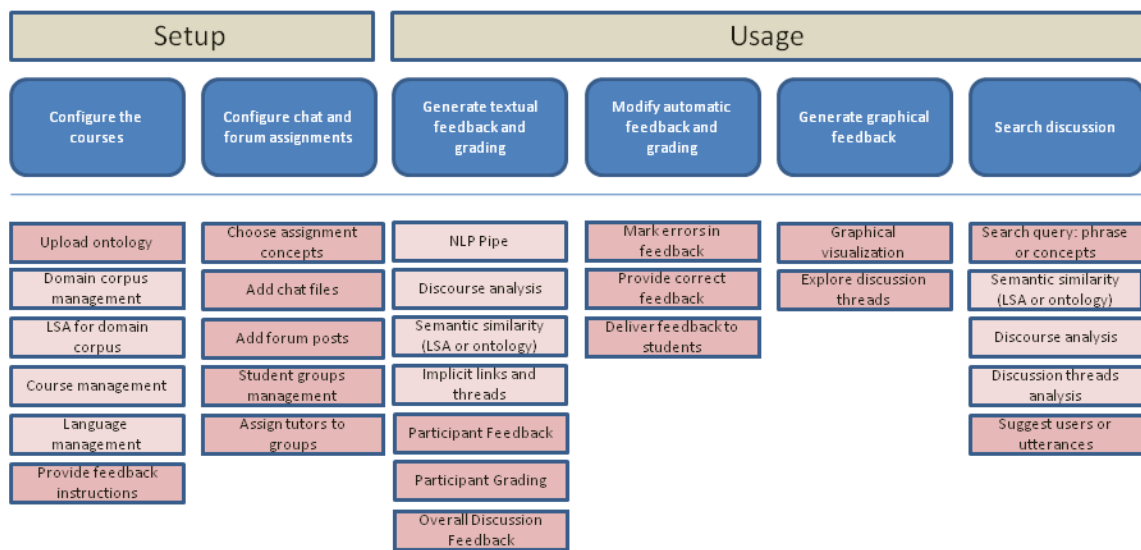 Setup
Usage
Configure the
courses
Configure chat and
forum assignments
Generate textual
feedback and
grading
Modify automatic
feedback and
grading
Generate graphical
feedback
Search discussion
Upload ontology
Domain corpus
management
LSA for domain
corpus
Course management
Language
management
Provide feedback
instructions
Choose assignment
concepts
Add chat files
Add forum posts
Student groups
management
Assign tutors to
groups
NLP Pipe
Discourse analysis
Semantic similarity
(LSA or ontology)
Implicit links and
threads
Participant Feedback
Participant Grading
Overall Discussion
Feedback
Mark errors in
feedback
Provide correct
feedback
Deliver feedback to
students
Graphical
visualization
Explore discussion
threads
Search query: phrase
or concepts
Semantic similarity
(LSA or ontology)
Discourse analysis
Discussion threads
analysis
Suggest users or
utterances